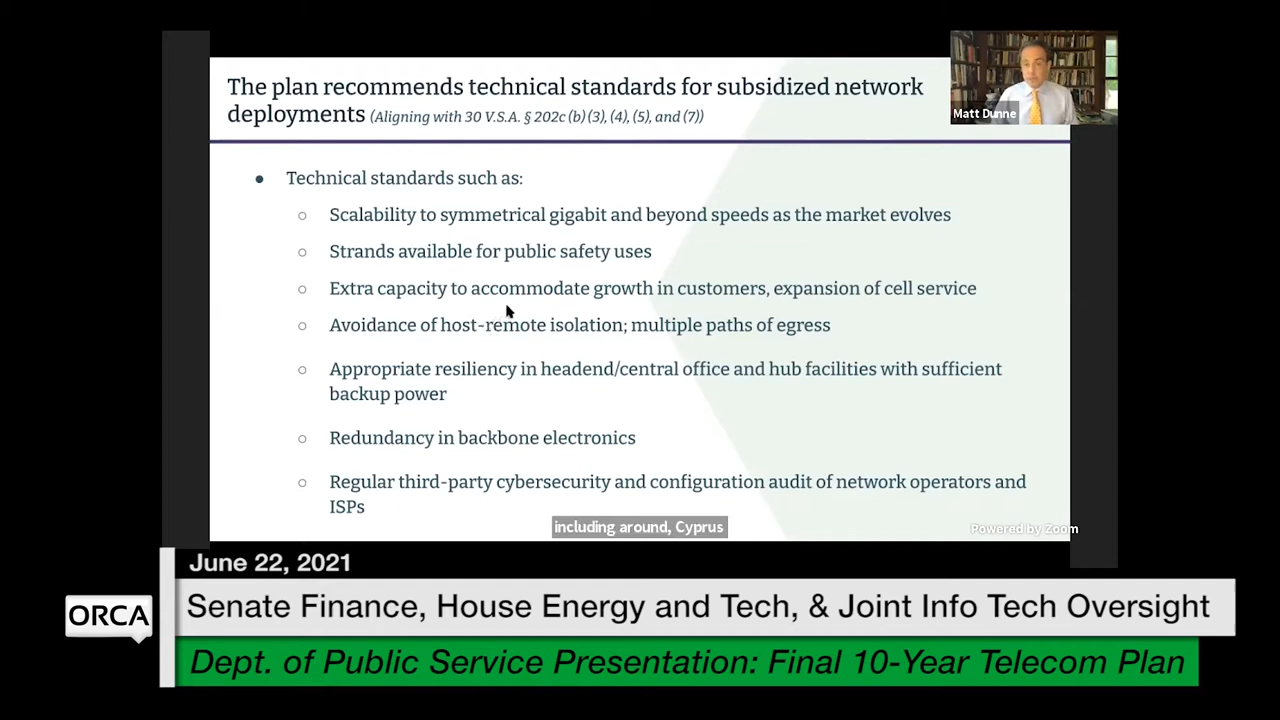 The plan recommends technical standards for subsidized network
deployments (Aligning with 30 V.S.A. § 202c (b) (3), (4), (5), and (7))
Matt Dunne
● Technical standards such as:
○ Scalability to symmetrical gigabit and beyond speeds as the market evolves
○ Strands available for public safety uses
○ Extra capacity to accommodate growth in customers, expansion of cell service
○ Avoidance of host-remote isolation; multiple paths of egress
○ Appropriate resiliency in headend/central office and hub facilities with sufficient
backup power
○ Redundancy in backbone electronics
○ Regular third-party cybersecurity and configuration audit of network operators and
ISPs
including around, Cyprus
Powered by Zoom
June 22, 2021
ORCA
Senate Finance, House Energy and Tech, & Joint Info Tech Oversight
Dept. of Public Service Presentation: Final 10-Year Telecom Plan